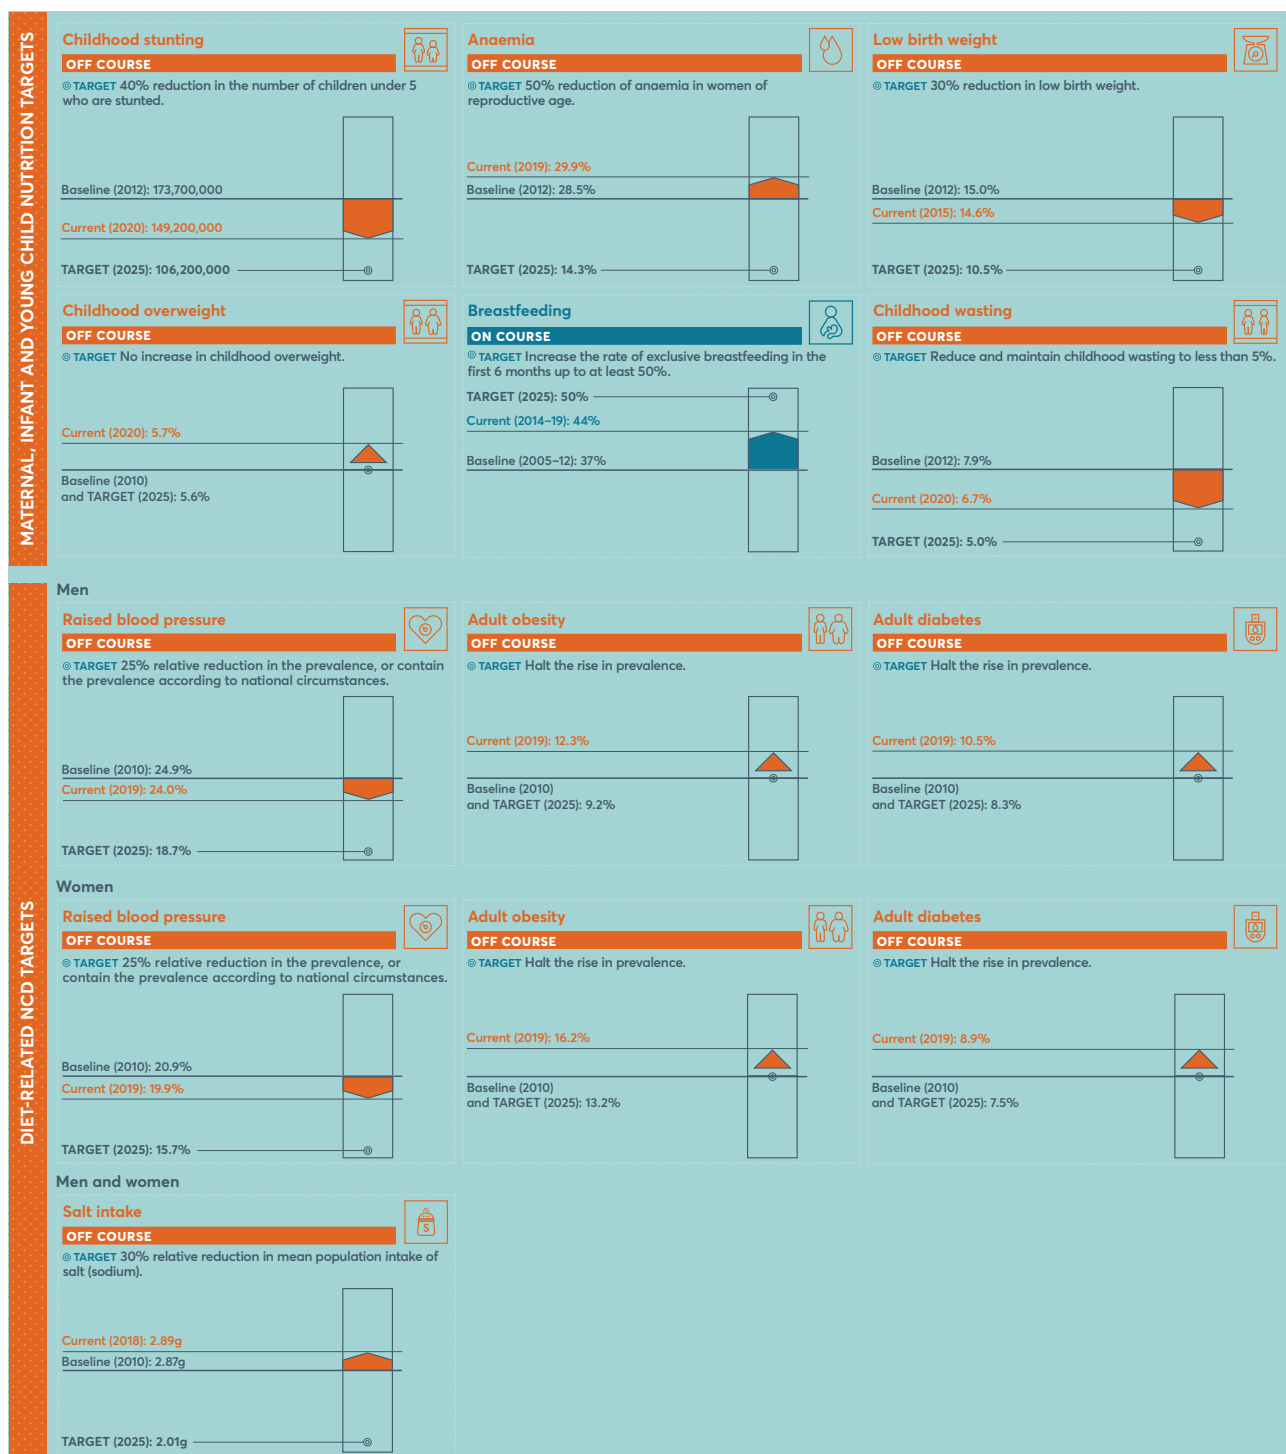 MATERNAL, INFANT AND YOUNG CHILD NUTRITION TARGETS
Childhood stunting
OFF COURSE
TARGET 40% reduction in the number of children under 5
who are stunted.
Baseline (2012): 173,700,000
Current (2020): 149,200,000
TARGET (2025): 106,200,000
Anaemia
OFF COURSE
TARGET 50% reduction of anaemia in women of
reproductive age.
Current (2019): 29.9%
Baseline (2012): 28.5%
TARGET (2025): 14.3%
Low birth weight
OFF COURSE
TARGET 30% reduction in low birth weight.
Baseline (2012): 15.0%
Current (2015): 14.6%
TARGET (2025): 10.5%
Childhood overweight
OFF COURSE
TARGET No increase in childhood overweight.
Current (2020): 5.7%
Baseline (2010)
and TARGET (2025): 5.6%
Breastfeeding
ON COURSE
TARGET Increase the rate of exclusive breastfeeding in the
first 6 months up to at least 50%.
TARGET (2025): 50%
Current (2014–19): 44%
Baseline (2005–12): 37%
Childhood wasting
OFF COURSE
TARGET Reduce and maintain childhood wasting to less than 5%.
Baseline (2012): 7.9%
Current (2020): 6.7%
TARGET (2025): 5.0%
DIET-RELATED NCD TARGETS
Men
Raised blood pressure
OFF COURSE
TARGET 25% relative reduction in the prevalence, or contain
the prevalence according to national circumstances.
Baseline (2010): 24.9%
Current (2019): 24.0%
TARGET (2025): 18.7%
Adult obesity
OFF COURSE
TARGET Halt the rise in prevalence.
Current (2019): 12.3%
Baseline (2010)
and TARGET (2025): 9.2%
Adult diabetes
OFF COURSE
TARGET Halt the rise in prevalence.
Current (2019): 10.5%
Baseline (2010)
and TARGET (2025): 8.3%
Women
Raised blood pressure
OFF COURSE
TARGET 25% relative reduction in the prevalence, or
contain the prevalence according to national circumstances.
Baseline (2010): 20.9%
Current (2019): 19.9%
TARGET (2025): 15.7%
Adult obesity
OFF COURSE
TARGET Halt the rise in prevalence.
Current (2019): 16.2%
Baseline (2010)
and TARGET (2025): 13.2%
Adult diabetes
OFF COURSE
TARGET Halt the rise in prevalence.
Current (2019): 8.9%
Baseline (2010)
and TARGET (2025): 7.5%
Men and women
Salt intake
S
OFF COURSE
TARGET 30% relative reduction in mean population intake of
salt (sodium).
Current (2018): 2.89g
Baseline (2010): 2.87g
TARGET (2025): 2.01g